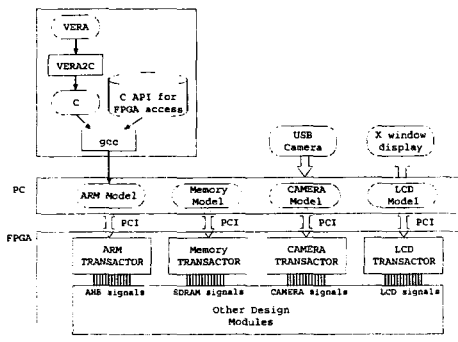 VERA
VERA2C
C
C API for
FPGA access
gcc
USB
Camera
X window
display
PC
ARM Model
Memory
Model
CAMERA
Model
LCD
Model
PCI
PCI
PCI
PCI
FPGA
ARM
TRANSACTOR
Memory
TRANSACTOR
CAMERA
TRANSACTOR
LCD
TRANSACTOR
AHB signals
SDRAM signals
CAMERA signals
LCD signals
Other Design
Modules